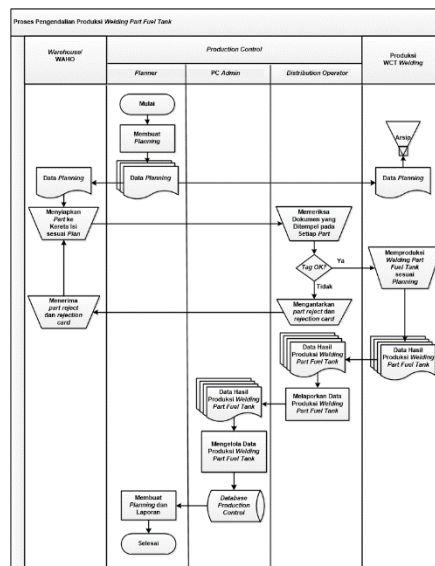 Proses Pengendalian Produksi Welding Part Fuel Tank
Warehouse/
WAHO
Production Control
Produksi
WCT Welding
Planner
PC Admin
Distribution Operator
Mulai
Membuat
Planning
Arsip
Data Planning
Data Planning
Data Planning
Menyiapkan
Part ke
Kereta Isi
sesuai Plan
Memeriksa
Dokumen yang
Ditempel pada
Setiap Part
Tag OK?
Ya
Tidak
Memproduksi
Welding Part
Fuel Tank
sesuai
Planning
Menerima
part reject
dan rejection
card
Mengantarkan
part reject dan
rejection card
Data Hasil
Produksi Welding
Part Fuel Tank
Data Hasil
Produksi Welding
Part Fuel Tank
Data Hasil
Produksi Welding
Part Fuel Tank
Melaporkan Data
Produksi Welding
Part Fuel Tank
Mengelola Data
Produksi Welding
Part Fuel Tank
Membuat
Planning dan
Laporan
Database
Production
Control
Selesai